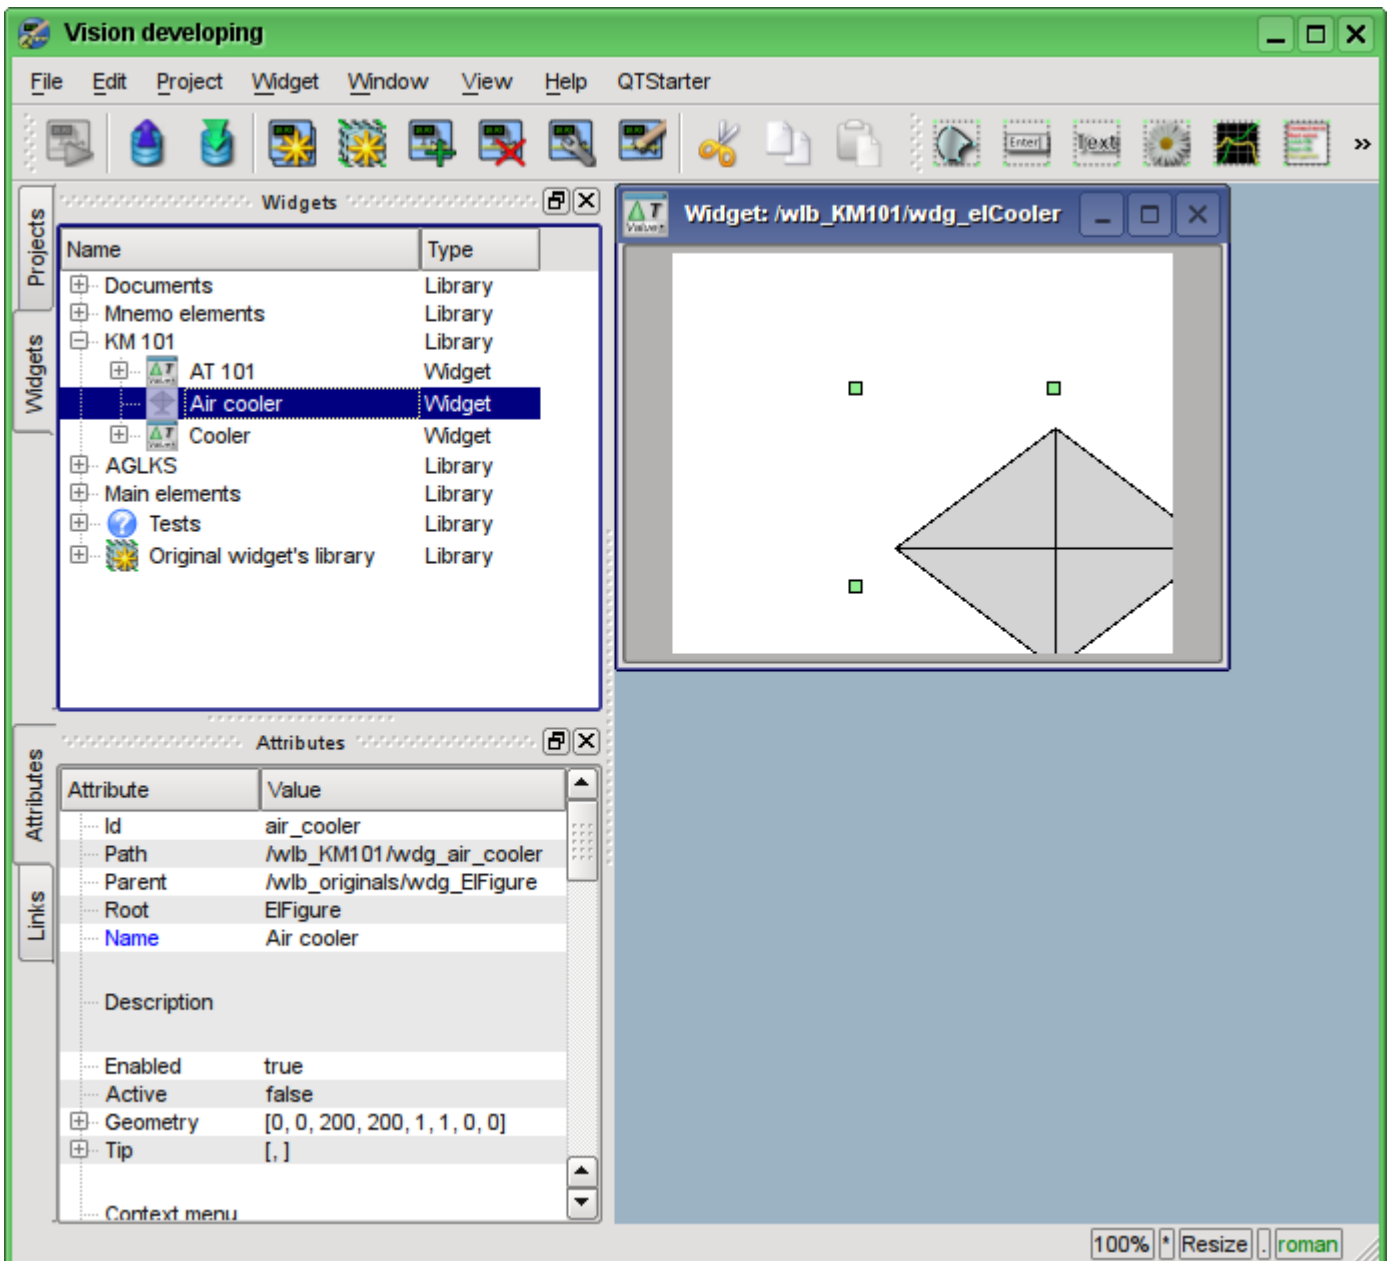 Vision developing
File Edit Project Widget Window View Help QTStarter
Enter Text »
Projects
Widgets
Widgets
Name Type
Documents Library
Mnemo elements Library
KM 101 Library
AT 101 Widget
Air cooler Widget
Cooler Widget
AGLKS Library
Main elements Library
Tests Library
Original widget's library Library
Widget: /wlb_KM101/wdg_elCooler
Attributes
Links
Attributes
Attribute Value
Id air_cooler
Path /wlb_KM101/wdg_air_cooler
Parent /wlb_originals/wdg_ElFigure
Root ElFigure
Name Air cooler
Description
Enabled true
Active false
Geometry [0, 0, 200, 200, 1, 1, 0, 0]
Tip [, ]
Context menu
100% * Resize . roman